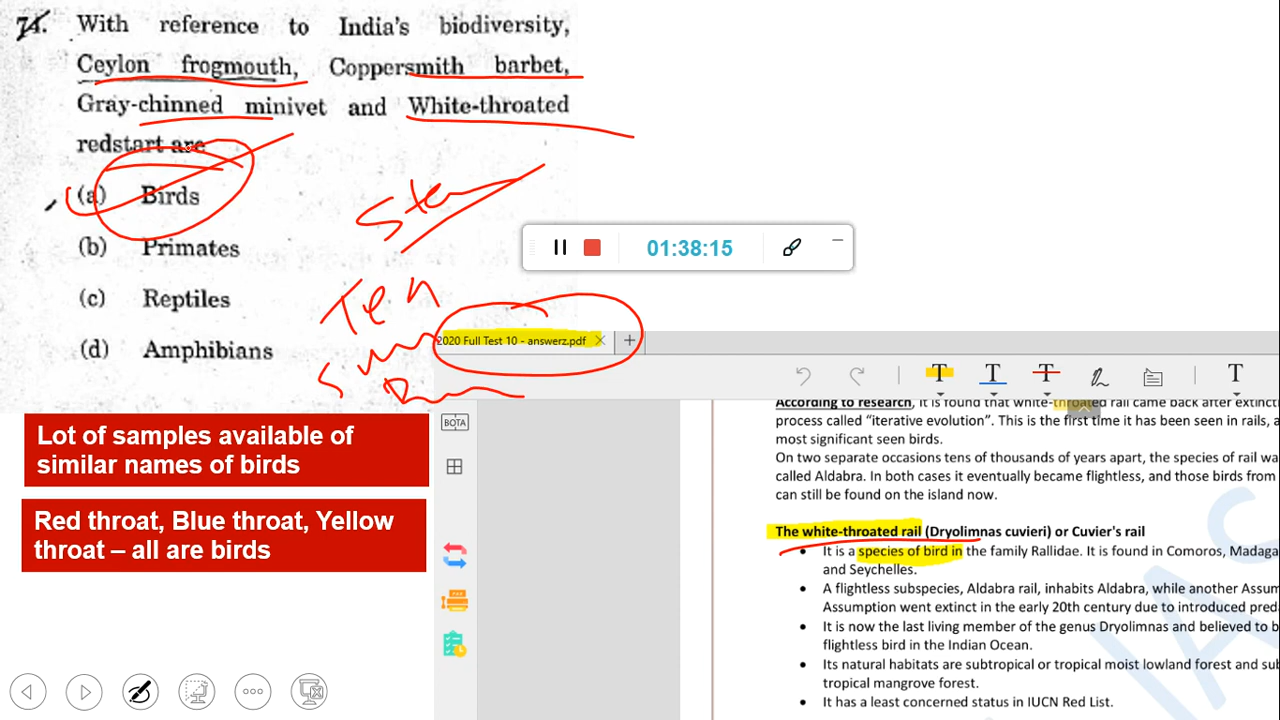 74. With reference to India's biodiversity,
Ceylon frogmouth, Coppersmith barbet,
Gray-chinned minivet and White-throated
redstart are
(a) Birds
(b) Primates
(c) Reptiles
(d) Amphibians
Ten
01:38:15
Lot of samples available of
similar names of birds
Red throat, Blue throat, Yellow
throat – all are birds
2020 Full Test 10 - answerz.pdf
BOTA
According to research, it is found that white-throated rail came back after extinct
process called "iterative evolution". This is the first time it has been seen in rails, a
most significant seen birds.
On two separate occasions tens of thousands of years apart, the species of rail wa
called Aldabra. In both cases it eventually became flightless, and those birds from
can still be found on the island now.
The white-throated rail (Dryolimnas cuvieri) or Cuvier's rail
• It is a species of bird in the family Rallidae. It is found in Comoros, Madaga
and Seychelles.
• A flightless subspecies, Aldabra rail, inhabits Aldabra, while another Assum
Assumption went extinct in the early 20th century due to introduced pred
• It is now the last living member of the genus Dryolimnas and believed to b
flightless bird in the Indian Ocean.
• Its natural habitats are subtropical or tropical moist lowland forest and sub
tropical mangrove forest.
• It has a least concerned status in IUCN Red List.
IAS